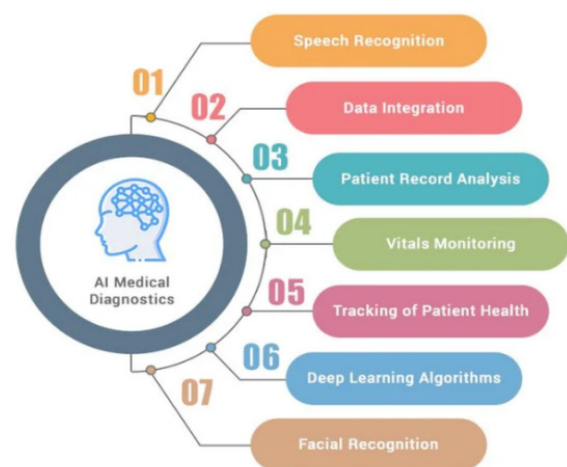 01
Speech Recognition
02
Data Integration
03
Patient Record Analysis
04
Vitals Monitoring
AI Medical
Diagnostics
05
Tracking of Patient Health
06
Deep Learning Algorithms
07
Facial Recognition